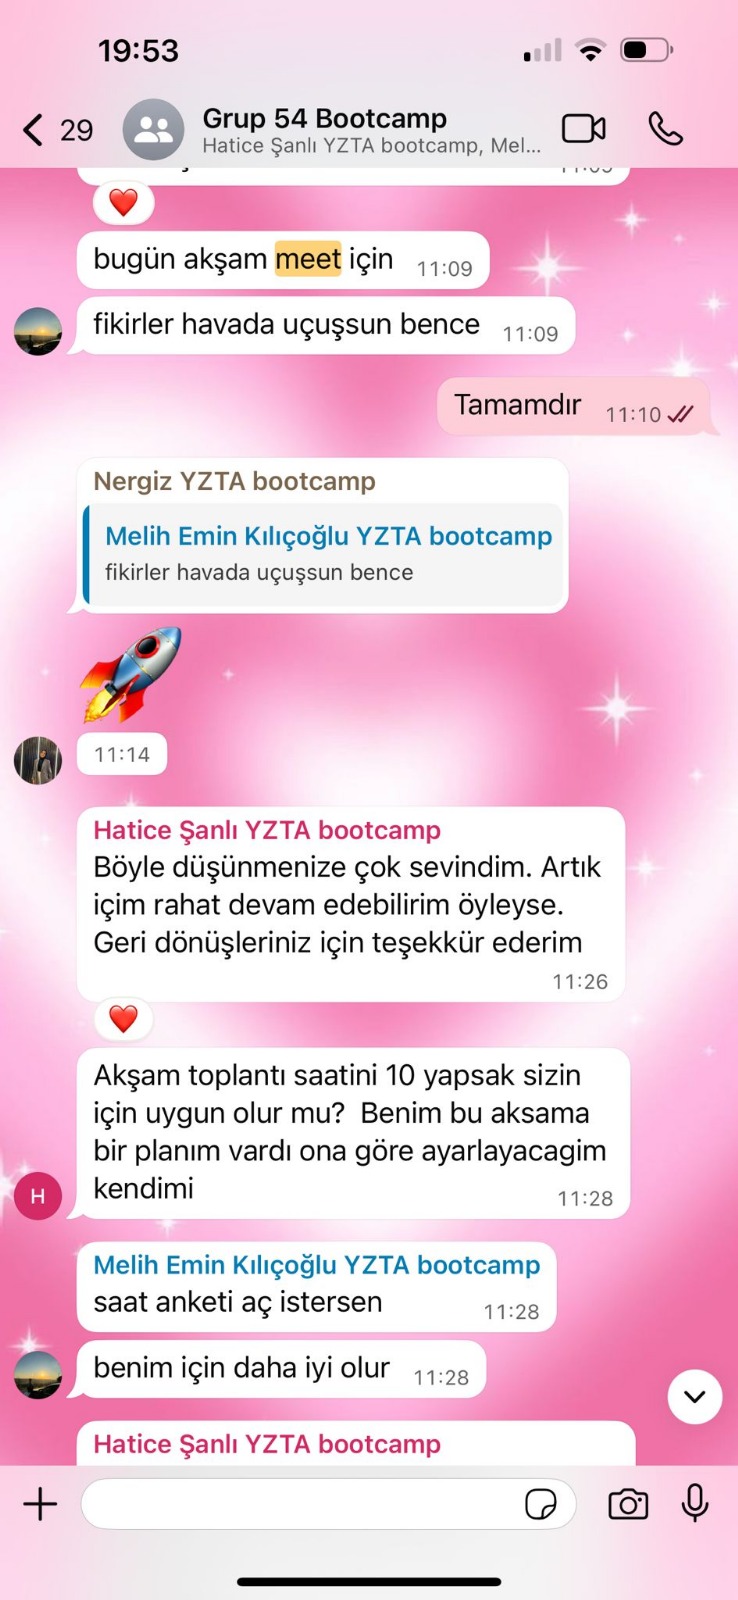 19:53
29
Grup 54 Bootcamp
Hatice Şanlı YZTA bootcamp, Mel...
bugün akşam meet için 11:09
fikirler havada uçuşsun bence 11:09
Tamamdır 11:10
Nergiz YZTA bootcamp
Melih Emin Kılıçoğlu YZTA bootcamp
fikirler havada uçuşsun bence
11:14
Hatice Şanlı YZTA bootcamp
Böyle düşünmenize çok sevindim. Artık
içim rahat devam edebilirim öyleyse.
Geri dönüşleriniz için teşekkür ederim
11:26
Akşam toplantı saatini 10 yapsak sizin
için uygun olur mu?  Benim bu aksama
bir planım vardı ona göre ayarlayacagim
kendimi 11:28
H
Melih Emin Kılıçoğlu YZTA bootcamp
saat anketi aç istersen 11:28
benim için daha iyi olur 11:28
Hatice Şanlı YZTA bootcamp